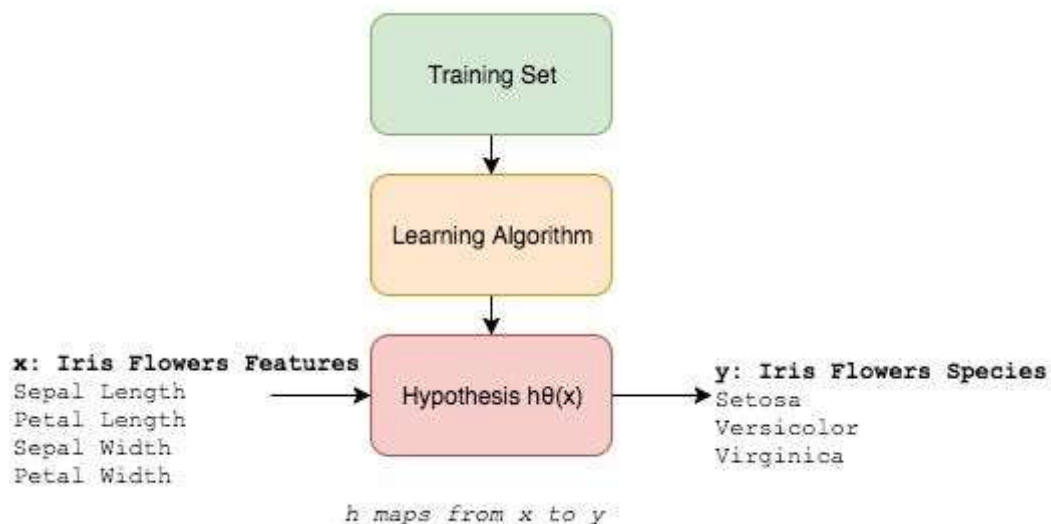 Training Set
Learning Algorithm
x: Iris Flowers Features
Sepal Length
Petal Length
Sepal Width
Petal Width
Hypothesis hθ(x)
y: Iris Flowers Species
Setosa
Versicolor
Virginica
h maps from x to y